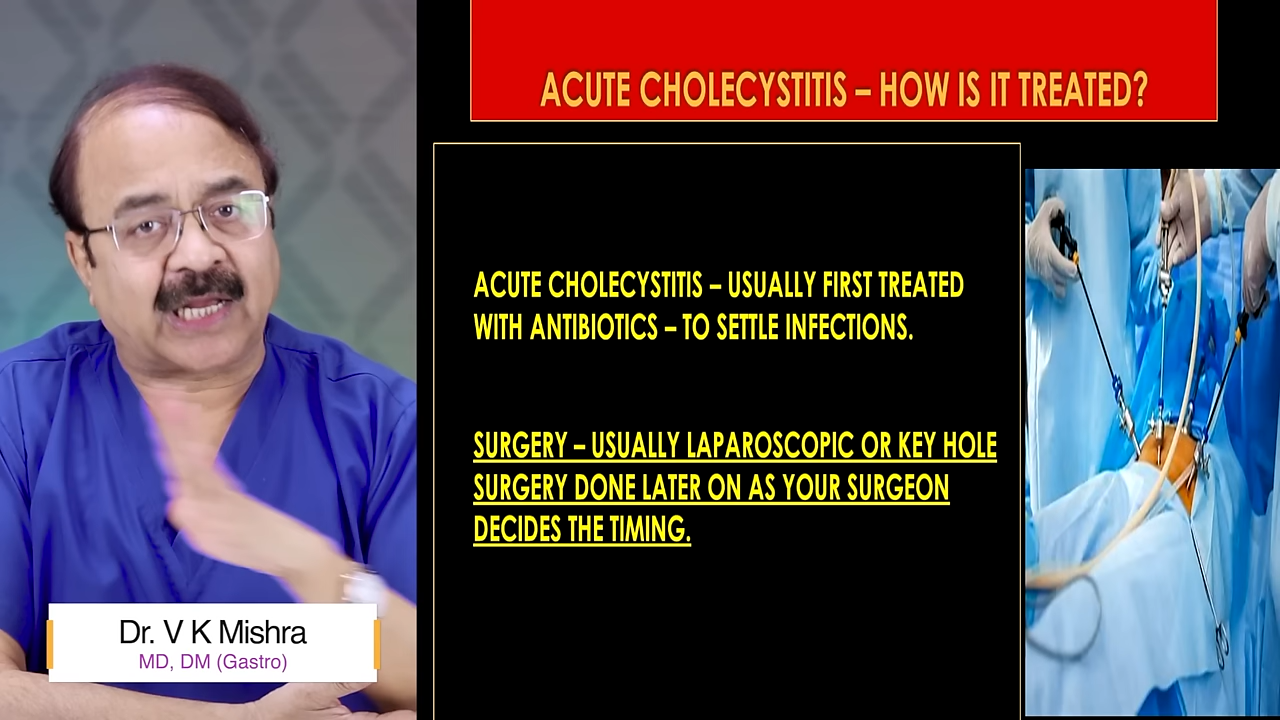 ACUTE CHOLECYSTITIS – HOW IS IT TREATED?
ACUTE CHOLECYSTITIS – USUALLY FIRST TREATED
WITH ANTIBIOTICS – TO SETTLE INFECTIONS.
SURGERY – USUALLY LAPAROSCOPIC OR KEY HOLE
SURGERY DONE LATER ON AS YOUR SURGEON
DECIDES THE TIMING.
Dr. V K Mishra
MD, DM (Gastro)